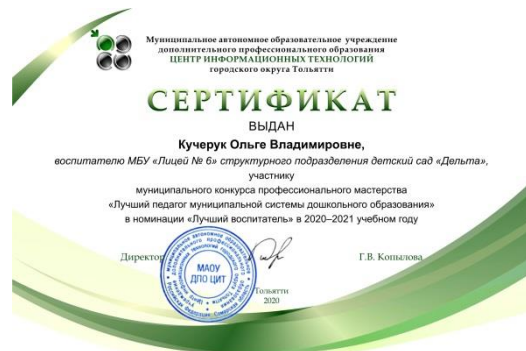 Муниципальное автономное образовательное учреждение
дополнительного профессионального образования
ЦЕНТР ИНФОРМАЦИОННЫХ ТЕХНОЛОГИЙ
городского округа Тольятти
СЕРТИФИКАТ
ВЫДАН
Кучерук Ольге Владимировне,
воспитателю МБУ «Лицей № 6» структурного подразделения детский сад «Дельта»,
участнику
муниципального конкурса профессионального мастерства
«Лучший педагог муниципальной системы дошкольного образования»
в номинации «Лучший воспитатель» в 2020–2021 учебном году
Директор
Г.В. Копылова
МАОУ
ДПО ЦИТ
Тольятти
2020